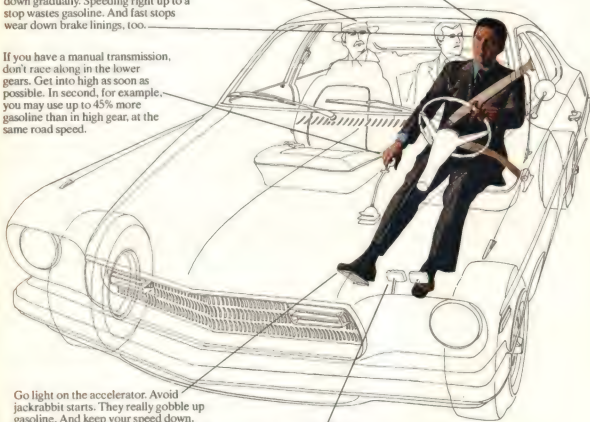 down gradually. Speeding right up to a
stop wastes gasoline. And fast stops
wear down brake linings, too.
If you have a manual transmission,
don't race along in the lower
gears. Get into high as soon as
possible. In second, for example,
you may use up to 45% more
gasoline than in high gear, at the
same road speed.
Go light on the accelerator. Avoid
jackrabbit starts. They really gobble up
gasoline. And keep your speed down.